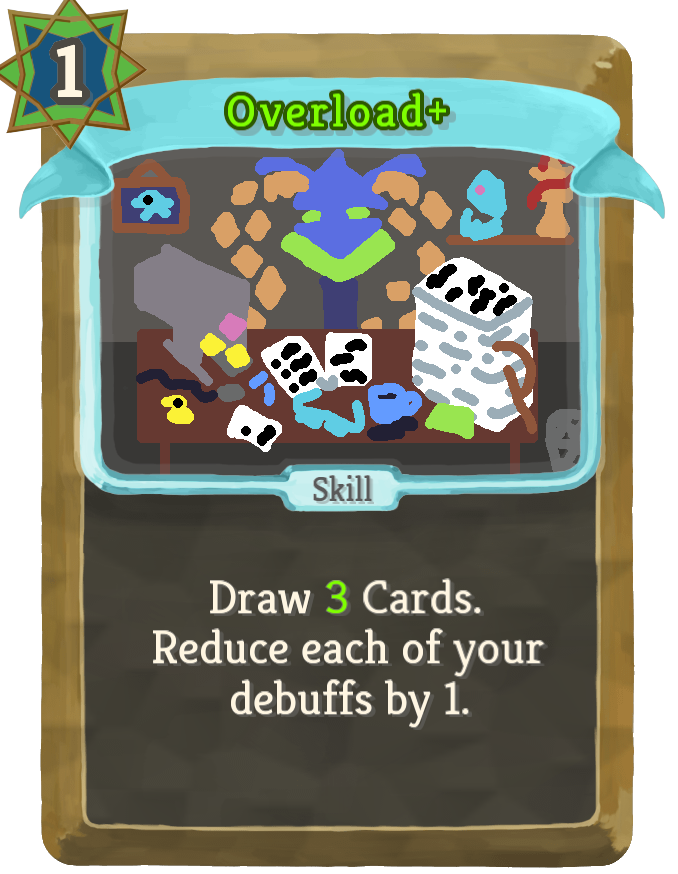 1
Overload+
Skill
Draw 3 Cards.
Reduce each of your
debuffs by 1.